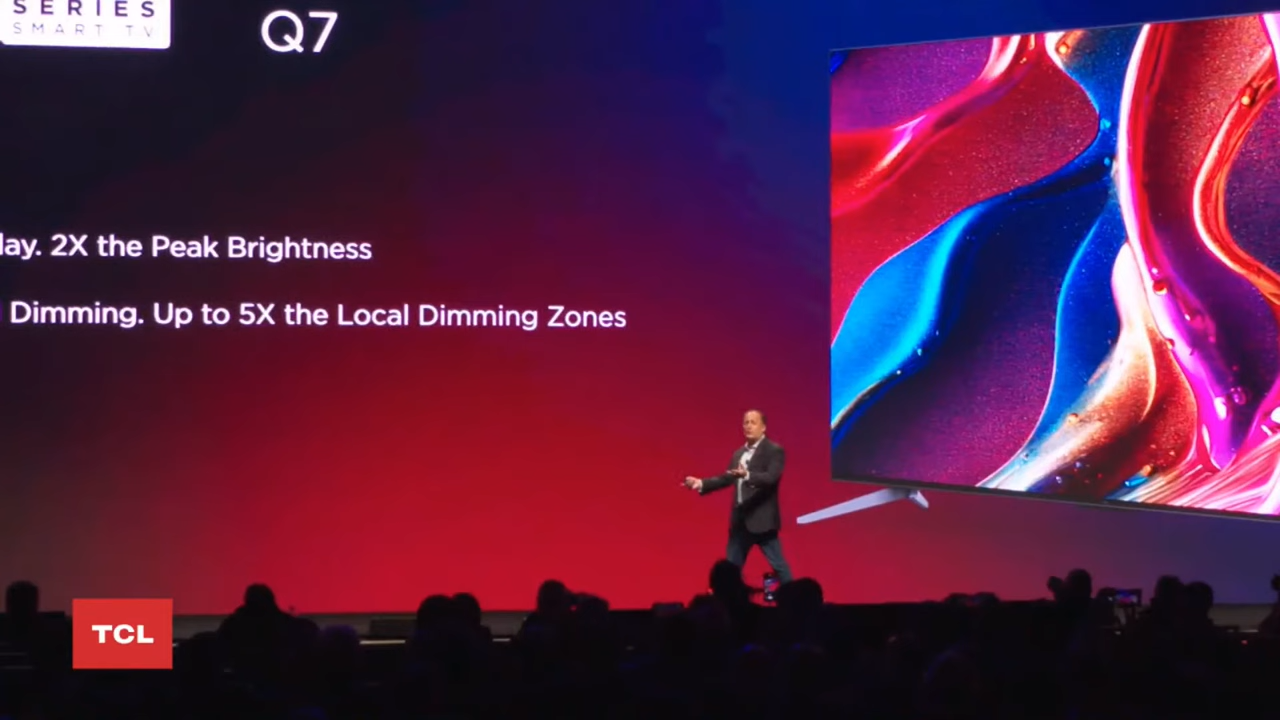 SERIES
SMART TV
Q7
lay. 2X the Peak Brightness
Dimming. Up to 5X the Local Dimming Zones
TCL